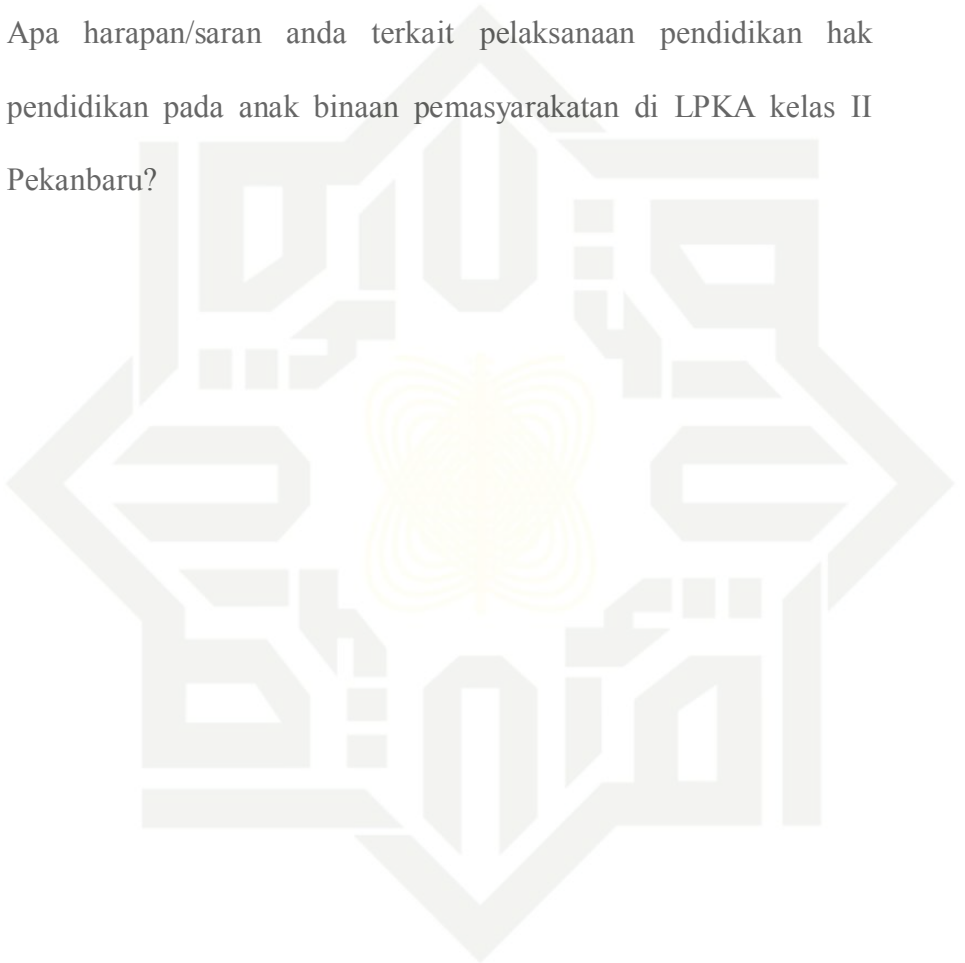 Apa harapan/saran anda terkait pelaksanaan pendidikan hak
pendidikan pada anak binaan pemasyarakatan di LPKA kelas II
Pekanbaru?